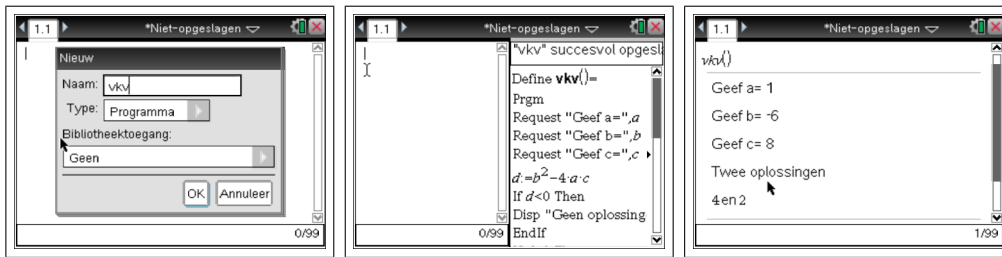 1.1
*Niet-opgeslagen
Nieuw
Naam: vkv
Type: Programma
Bibliotheektoegang:
Geen
OK Annuleer
0/99
1.1
*Niet-opgeslagen
"vkv" succesvol opgesl
Define vkv()=
Prgm
Request "Geef a=",a
Request "Geef b=",b
Request "Geef c=",c
d:=b²−4·a·c
If d<0 Then
Disp "Geen oplossing
EndIf
0/99
1.1
*Niet-opgeslagen
vkv()
Geef a= 1
Geef b= -6
Geef c= 8
Twee oplossingen
4en2
1/99